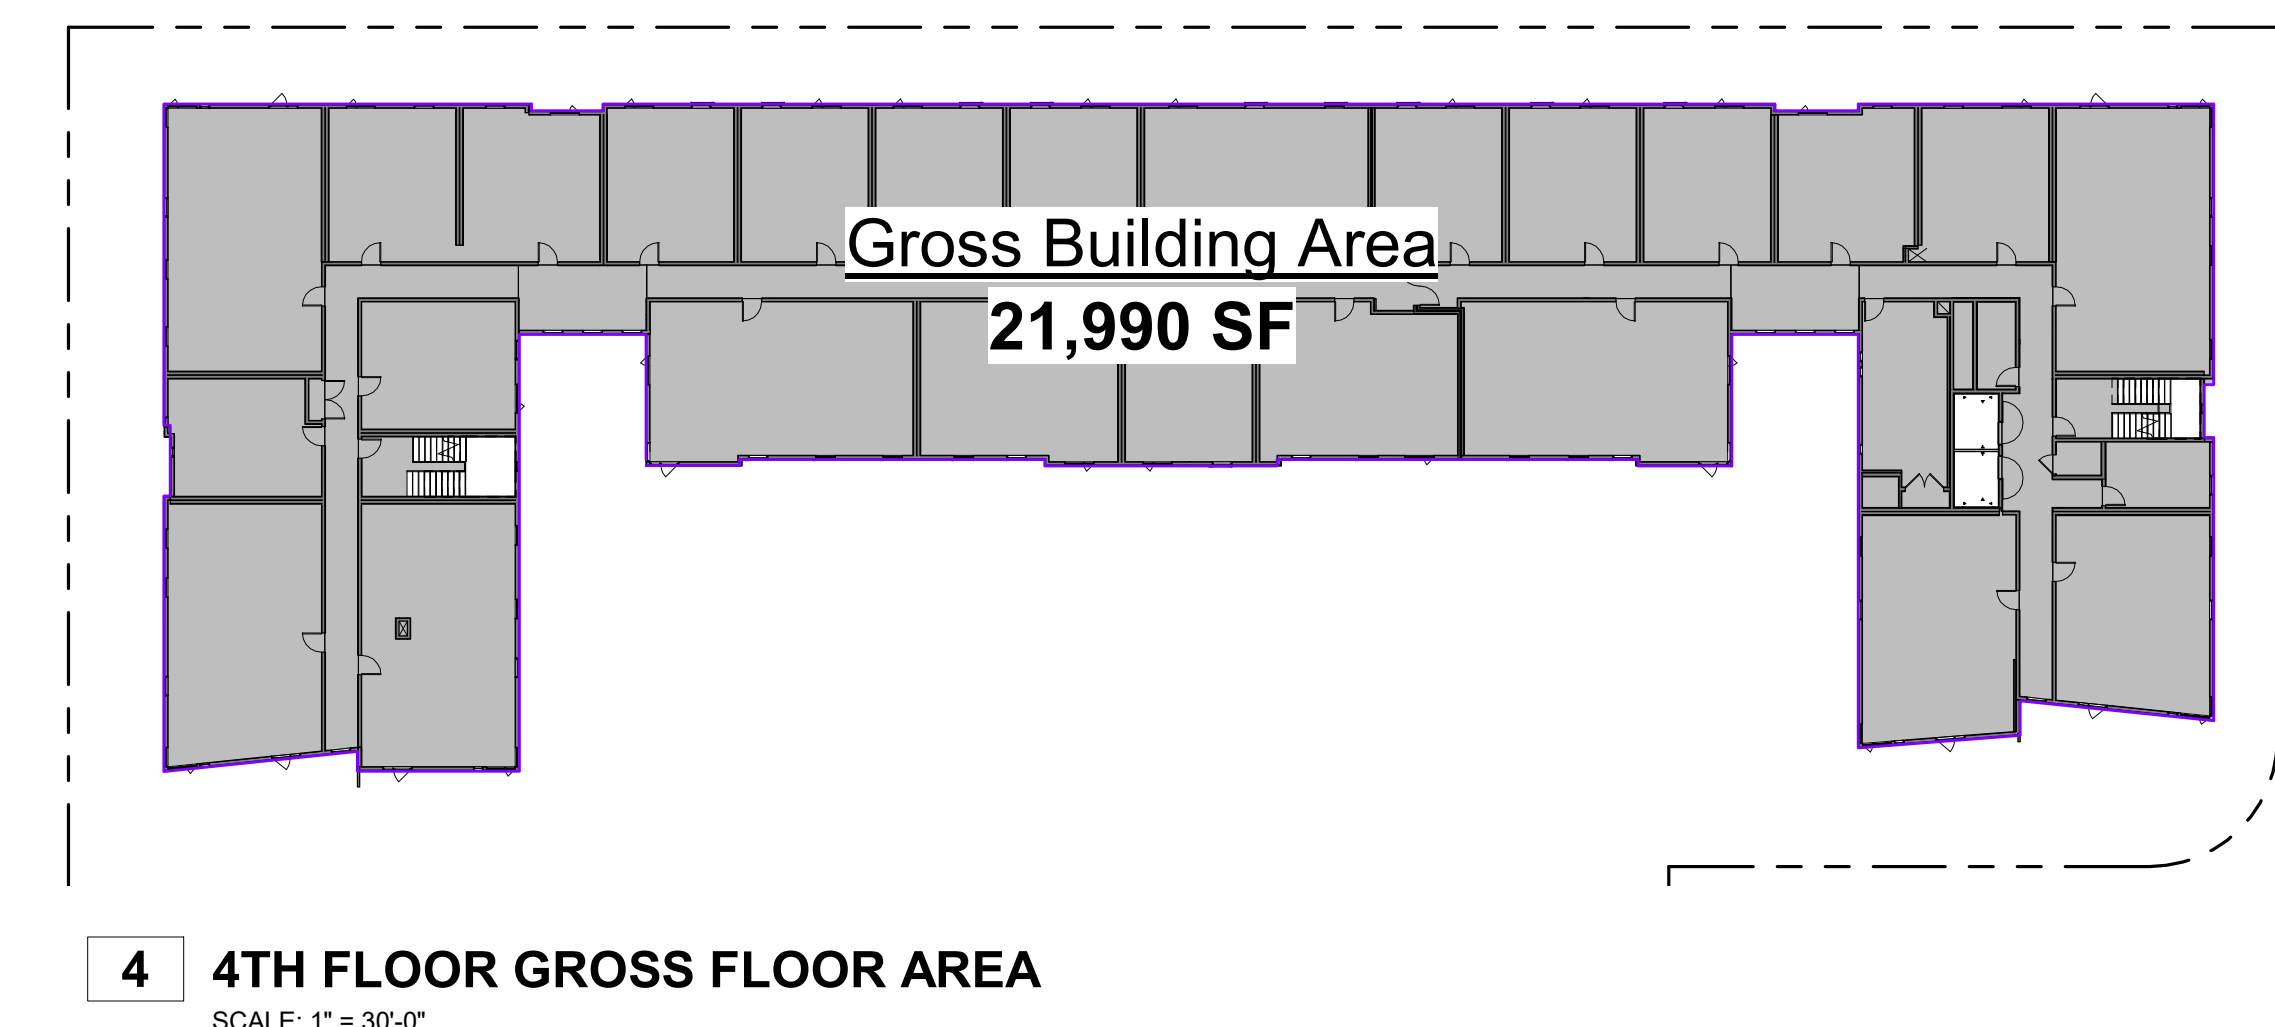 Gross Building Area
21,990 SF
4 4TH FLOOR GROSS FLOOR AREA
SCALE: 1" = 30'-0"